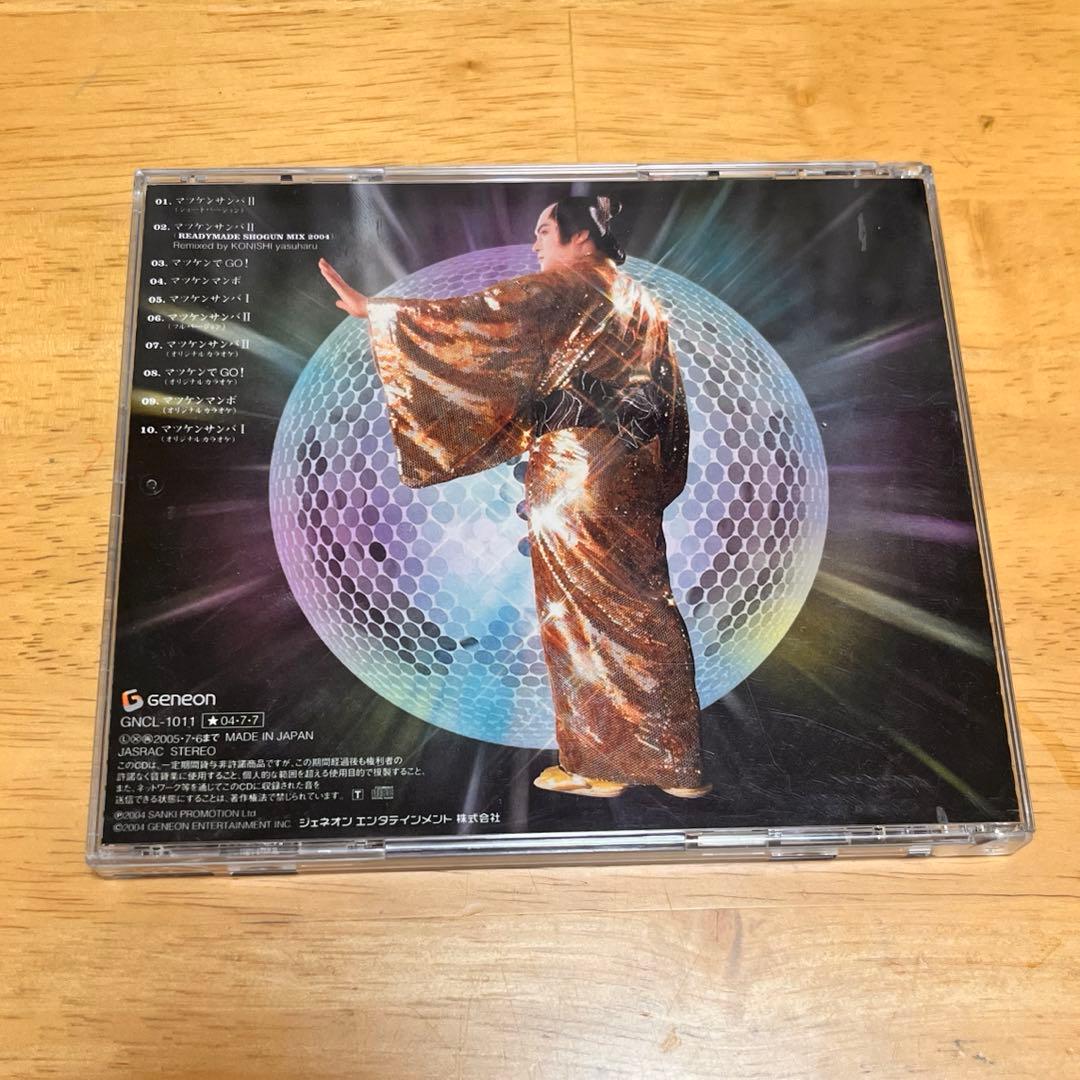 01. マツケンサンバⅡ
(ショートバージョン)
02. マツケンサンバⅡ
(READYMADE SHOGUN MIX 2004)
Remixed by KONISHI yasuharu
03. マツケンでGO!
04. マツケンマンボ
05. マツケンサンバⅠ
06. マツケンサンバⅡ
(フルバージョン)
07. マツケンサンバⅡ
(オリジナルカラオケ)
08. マツケンでGO!
(オリジナルカラオケ)
09. マツケンマンボ
(オリジナルカラオケ)
10. マツケンサンバⅠ
(オリジナルカラオケ)
GENEON
GNCL-1011 ★04・7・7
Ⓛ2005・7・6まで MADE IN JAPAN
JASRAC STEREO
このCDは、一定期間貸与非許諾商品ですが、この期間経過後も権利者の
許諾なく賃貸業に使用すること、個人的な範囲を超える使用目的で複製すること、
また、ネットワーク等を通じてこのCDに収録された音を
送信できる状態にすることは、著作権法で禁じられています。 T
Ⓟ2004 SANKI PROMOTION Ltd
©2004 GENEON ENTERTAINMENT INC. ジェネオン エンタテインメント 株式会社